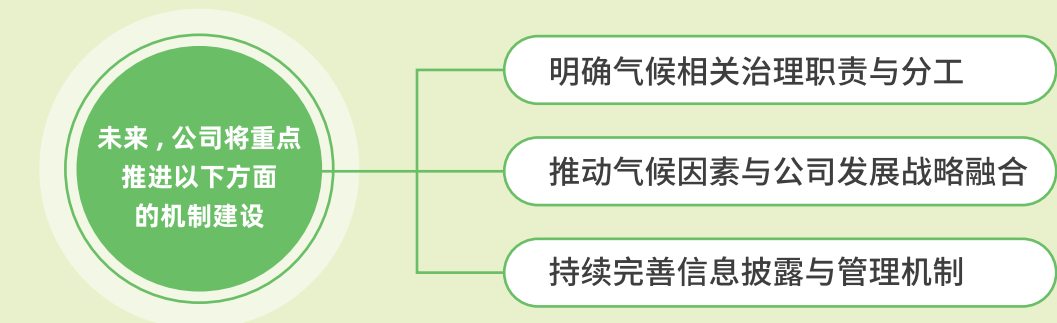 未来，公司将重点
推进以下方面
的机制建设
明确气候相关治理职责与分工
推动气候因素与公司发展战略融合
持续完善信息披露与管理机制